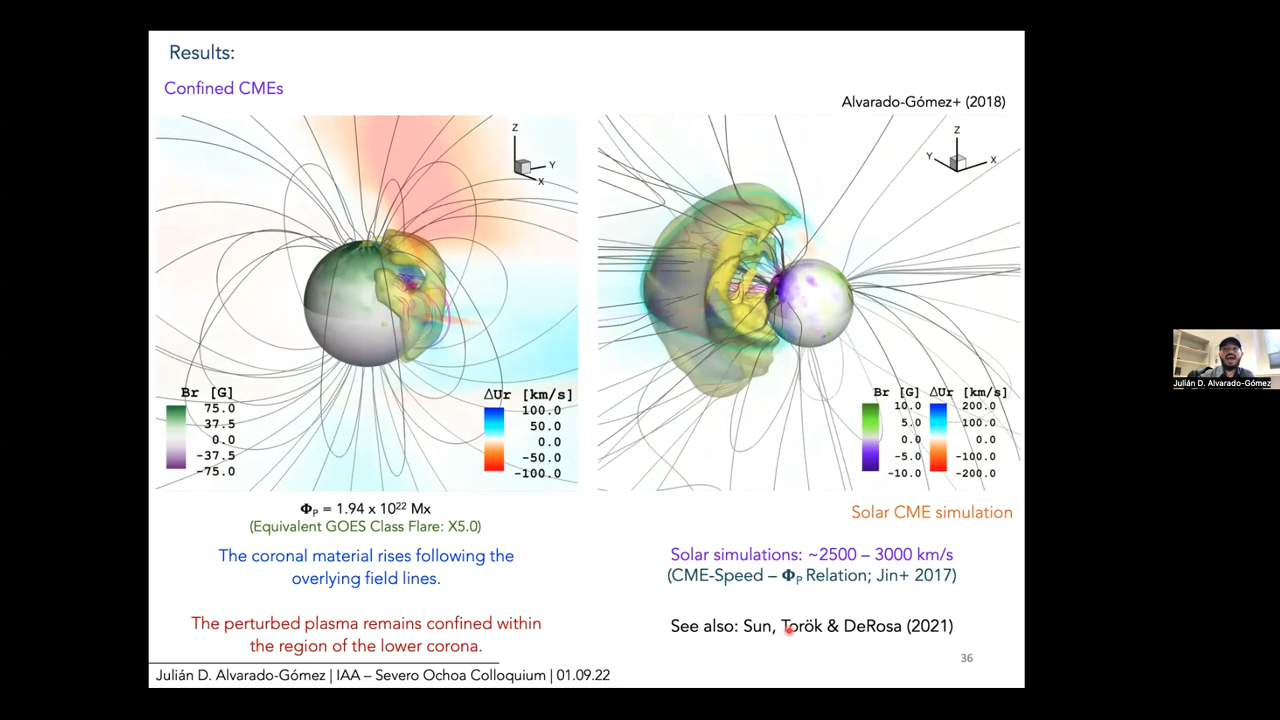 Results:
Confined CMEs
Alvarado-Gómez+ (2018)
Z
Y
X
Br [G]
75.0
37.5
0.0
-37.5
-75.0
ΔUr [km/s]
100.0
50.0
0.0
-50.0
-100.0
Z
Y
X
Br [G]
10.0
5.0
0.0
-5.0
-10.0
ΔUr [km/s]
200.0
100.0
0.0
-100.0
-200.0
ΦP = 1.94 x 10²² Mx
(Equivalent GOES Class Flare: X5.0)
The coronal material rises following the
overlying field lines.
The perturbed plasma remains confined within
the region of the lower corona.
Solar CME simulation
Solar simulations: ~2500 – 3000 km/s
(CME-Speed – ΦP Relation; Jin+ 2017)
See also: Sun, Török & DeRosa (2021)
36
Julián D. Alvarado-Gómez | IAA – Severo Ochoa Colloquium | 01.09.22
Julián D. Alvarado-Gómez